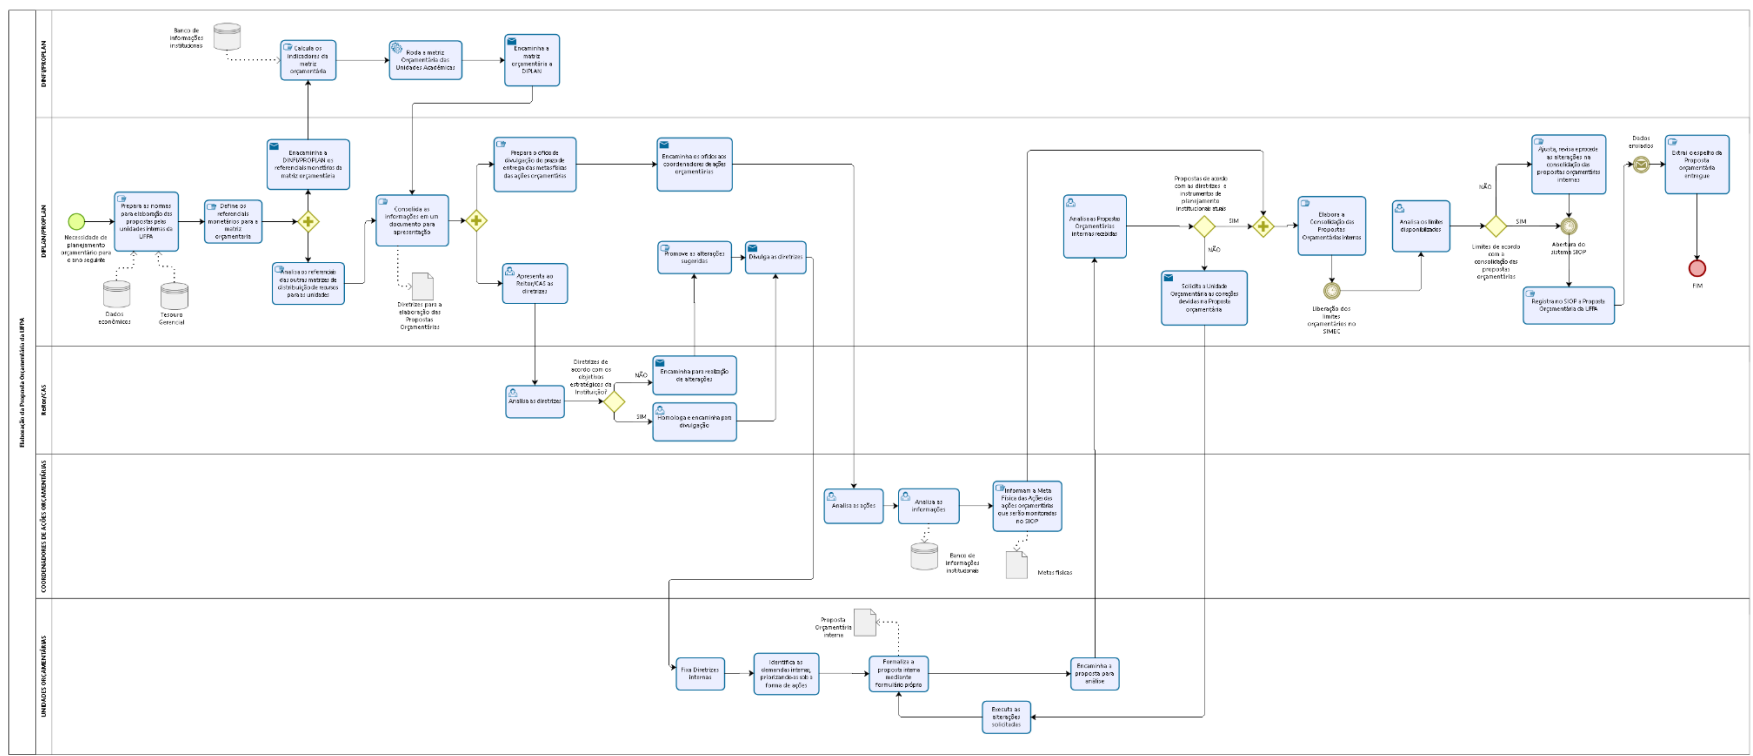 Elaboração da Proposta Orçamentária da UFPA
DINFI/PROPLAN
Banco de
informações
institucionais
Calcula os
indicadores da
matriz
orçamentária
Roda a matriz
Orçamentária das
Unidades Acadêmicas
Encaminha a
matriz
orçamentária a
DIPLAN
DIPLAN/PROPLAN
Necessidade de
planejamento
orçamentário para
o ano seguinte
Prepara as normas
para elaboração das
propostas pelas
unidades internas da
UFPA
Dados
econômicos
Tesouro
Gerencial
Define os
referenciais
monetários para a
matriz
orçamentária
Encaminha a
DINFI/PROPLAN os
referenciais monetários da
matriz orçamentária
Analisa os referenciais
das outras matrizes de
distribuição de recursos
para as unidades
Consolida as
informações em um
documento para
apresentação
Diretrizes para a
elaboração das
Propostas
Orçamentárias
Prepara o ofício de
divulgação do prazo de
entrega das metas físicas
das ações orçamentárias
Encaminha os ofícios aos
coordenadores de ações
orçamentárias
Apresenta ao
Reitor/CAS as
diretrizes
Promove as alterações
sugeridas
Divulga as diretrizes
Analisa as Propostas
Orçamentárias
Internas recebidas
Propostas de acordo
com as diretrizes e
instrumentos de
planejamento
institucionais atuais
SIM
NÃO
Solicita a Unidade
Orçamentária as correções
devidas na Proposta
orçamentária
Elabora a
Consolidação das
Propostas
Orçamentárias Internas
Liberação dos
limites
orçamentários no
SIMEC
Analisa os limites
disponibilizados
Limites de acordo
com a
consolidação das
propostas
orçamentárias
NÃO
SIM
Ajusta, revisa e procede
as alterações na
consolidação das
propostas orçamentárias
internas
Abertura do
sistema SIOP
Registra no SIOP a Proposta
Orçamentária da UFPA
Dados
enviados
Extrai o espelho da
Proposta
orçamentária
entregue
FIM
Reitor/CAS
Analisa as diretrizes
Diretrizes de
acordo com os
objetivos
estratégicos da
Instituição?
NÃO
SIM
Encaminha para realização
de alterações
Homologa e encaminha para
divulgação
COORDENADORES DE AÇÕES ORÇAMENTÁRIAS
Analisa as ações
Analisa as
informações
Banco de
informações
institucionais
Informam a Meta
Física das Ações das
ações orçamentárias
que serão monitoradas
no SIOP
Metas físicas
UNIDADES ORÇAMENTÁRIAS
Fixa Diretrizes
Internas
Identifica as
demandas internas,
priorizando-as sob a
forma de ações
Proposta
Orçamentária
interna
Formaliza a
proposta interna
mediante
formulário próprio
Encaminha a
proposta para
análise
Executa as
alterações
solicitadas